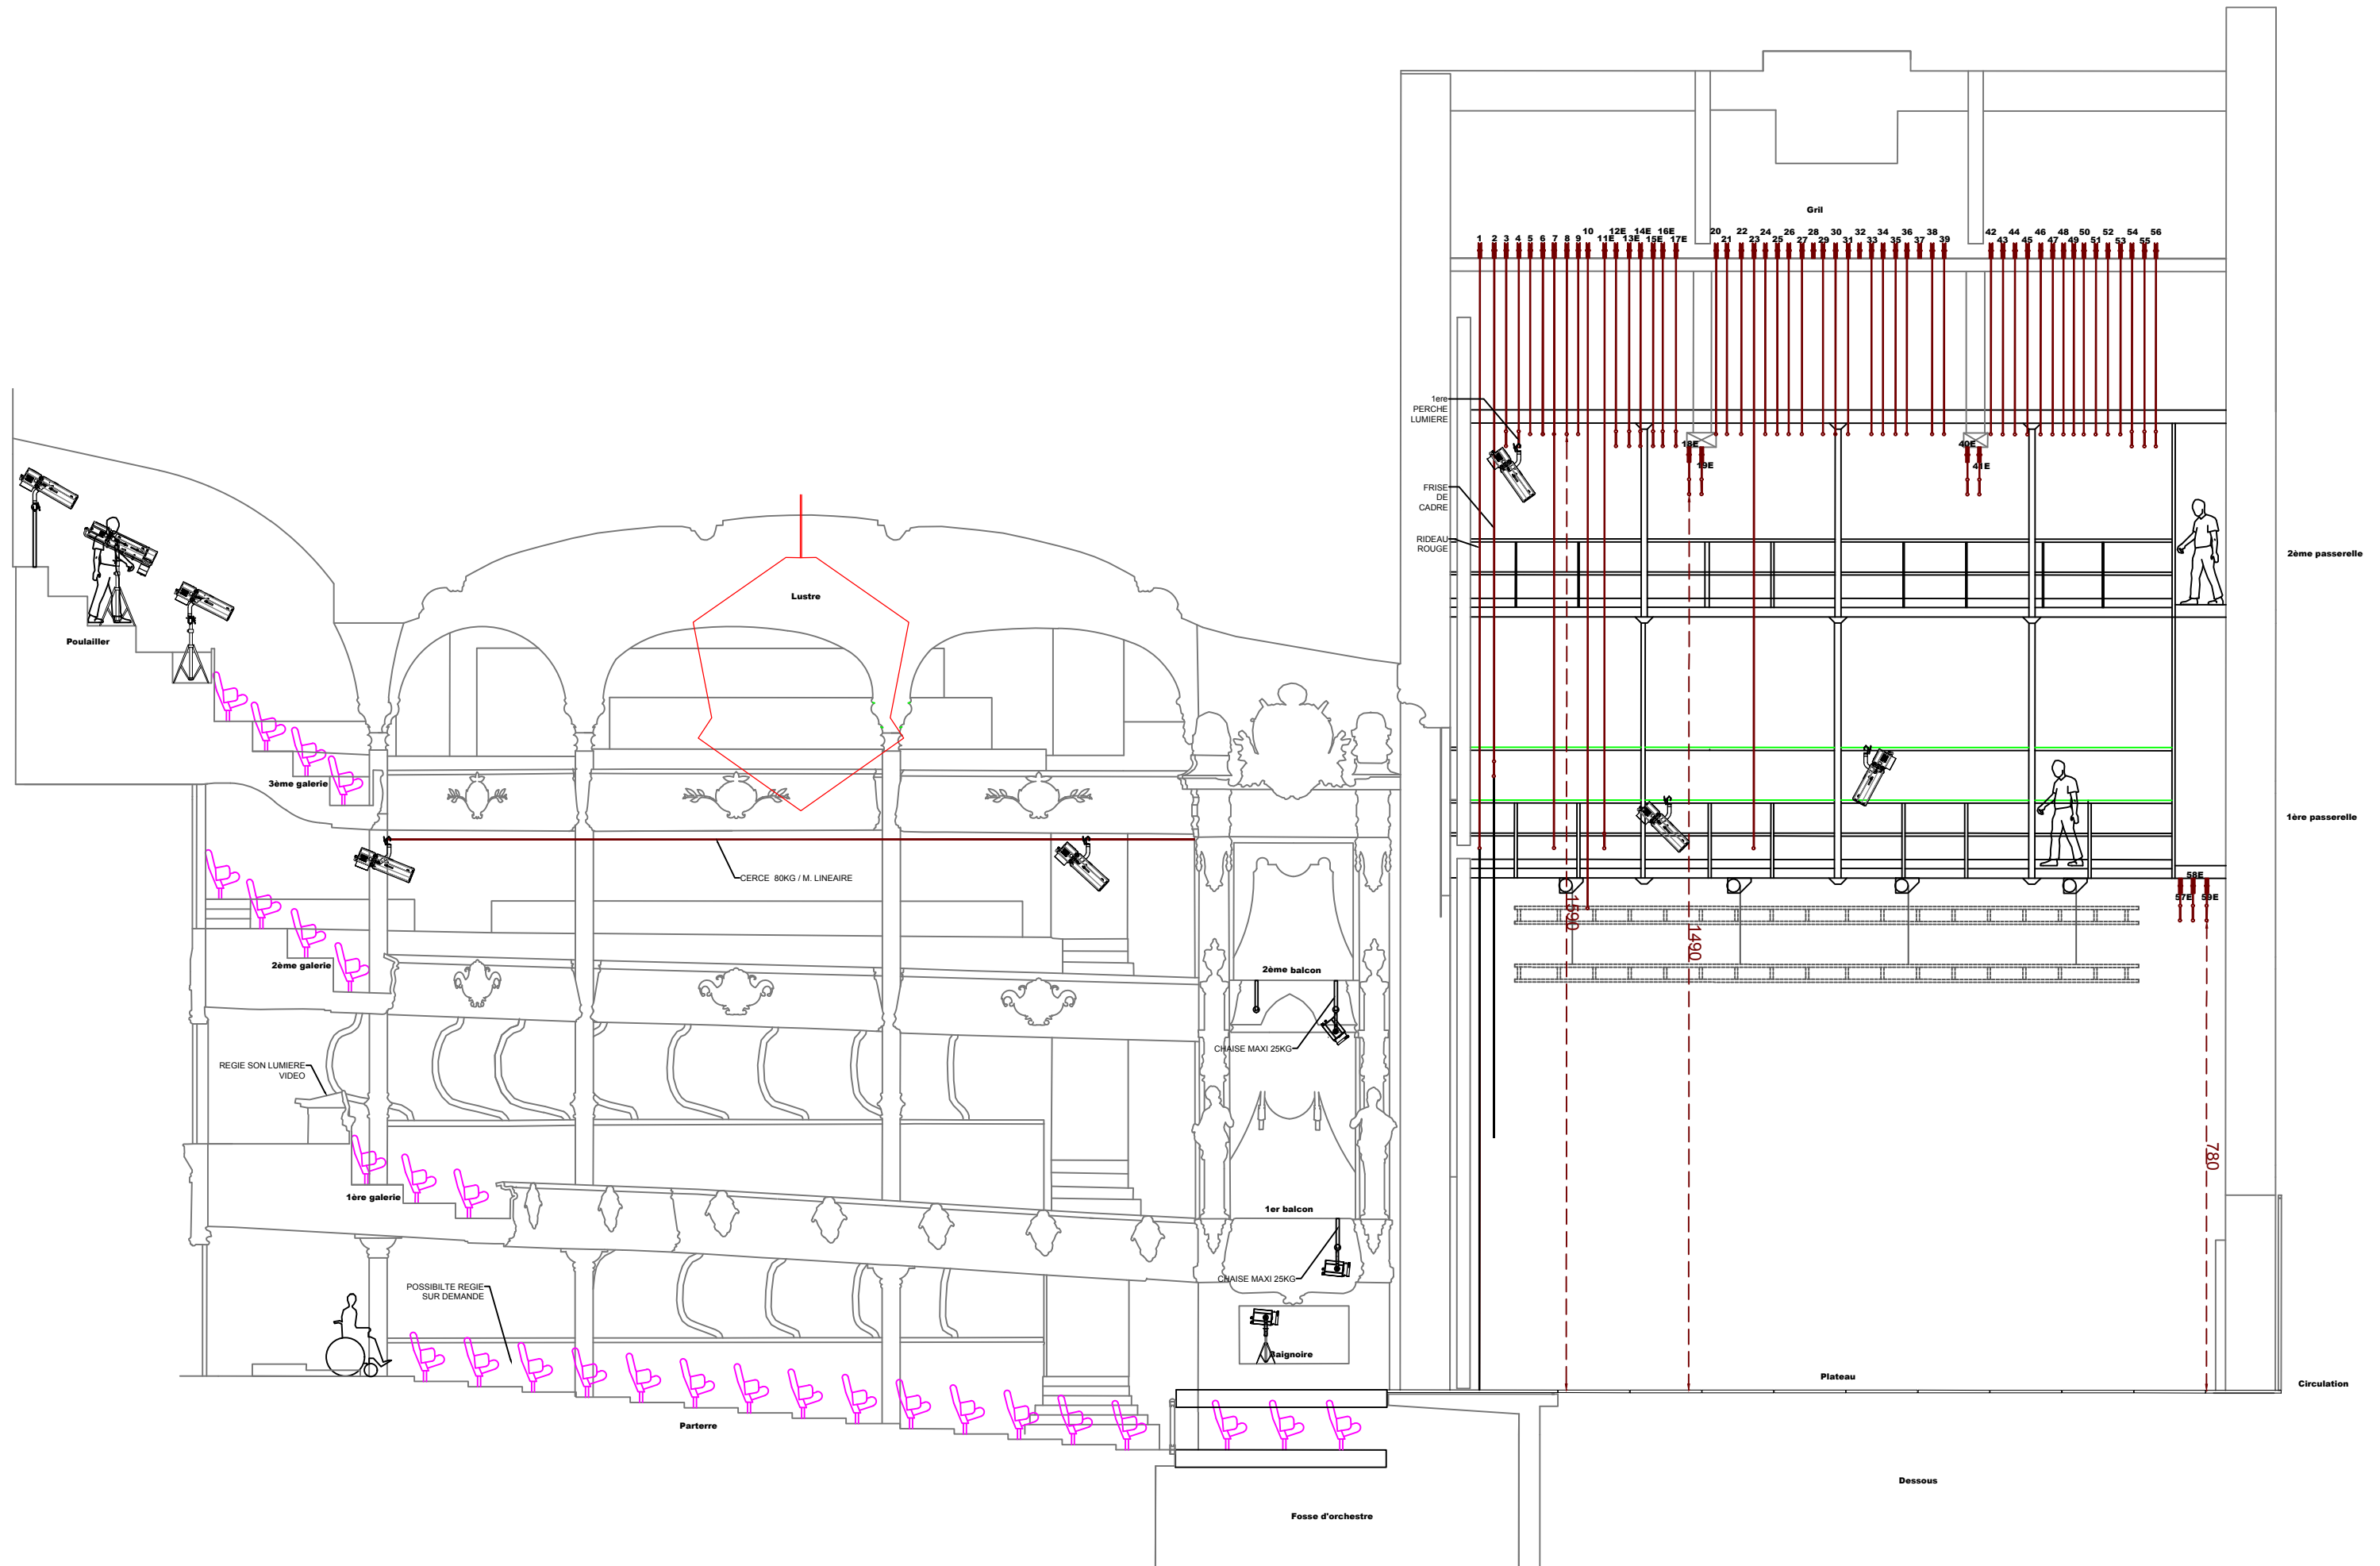 Gril
1
2
3
4
5
6
7
8
9
10
11E
12E
13E
14E
15E
16E
17E
20
21
22
23
24
25
26
27
28
29
30
31
32
33
34
35
36
37
38
39
42
43
44
45
46
47
48
49
50
51
52
53
54
55
56
1ere
PERCHE
LUMIERE
18E
19E
40E
41E
FRISE
DE
CADRE
RIDEAU
ROUGE
2ème passerelle
Lustre
Poulailler
3ème galerie
1ère passerelle
CERCE 80KG / M. LINEAIRE
58E
57E
59E
1590
1490
780
2ème galerie
2ème balcon
CHAISE MAXI 25KG
REGIE SON LUMIERE
VIDEO
1ère galerie
1er balcon
CHAISE MAXI 25KG
POSSIBILTE REGIE
SUR DEMANDE
Baignoire
Plateau
Circulation
Parterre
Dessous
Fosse d'orchestre